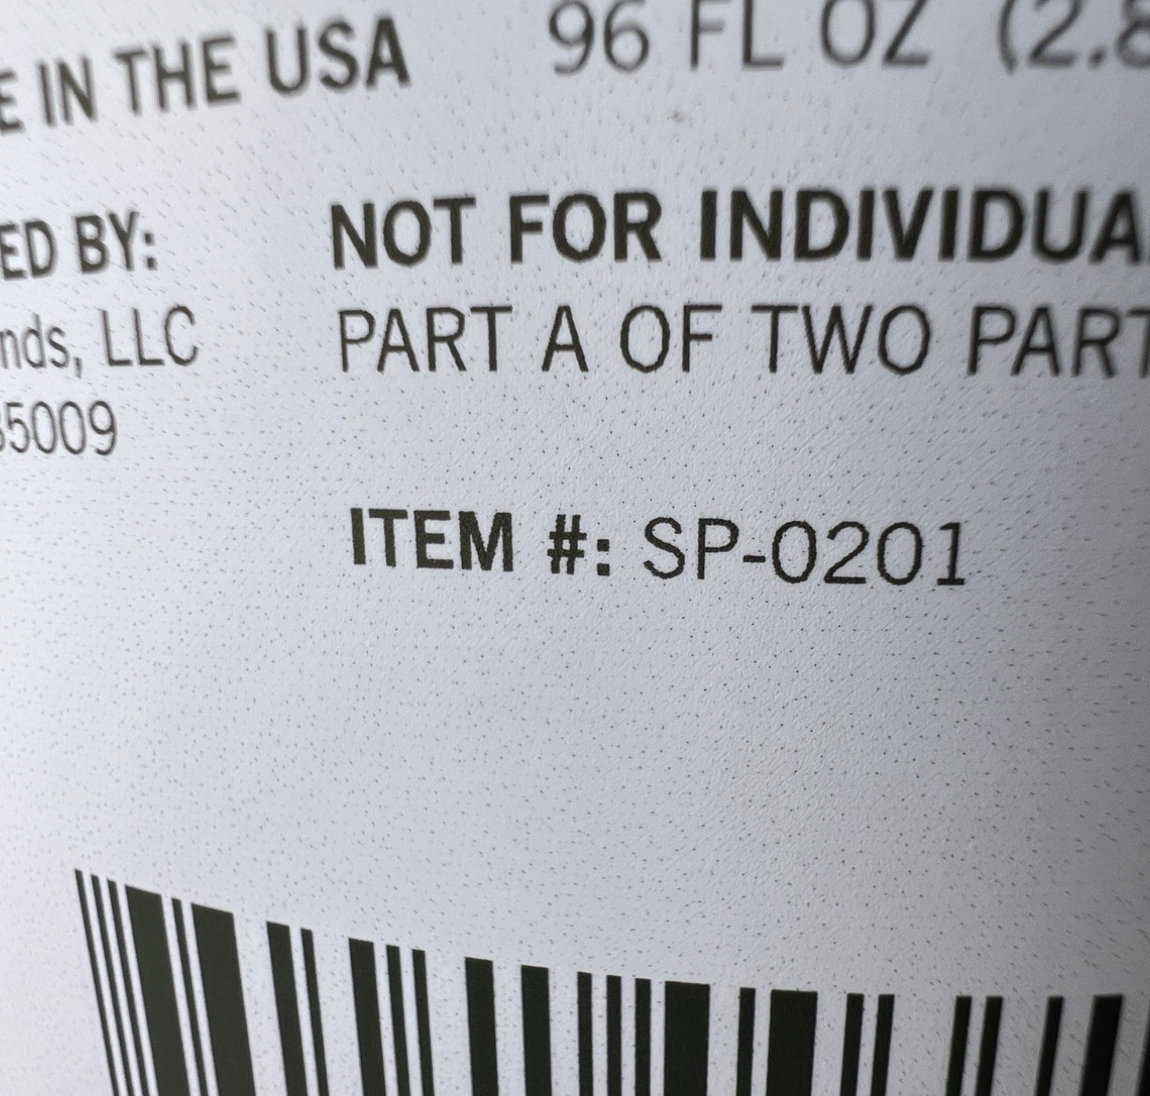 E IN THE USA
96 FL OZ (2.8
ED BY:
nds, LLC
35009
NOT FOR INDIVIDUA
PART A OF TWO PART
ITEM #: SP-0201